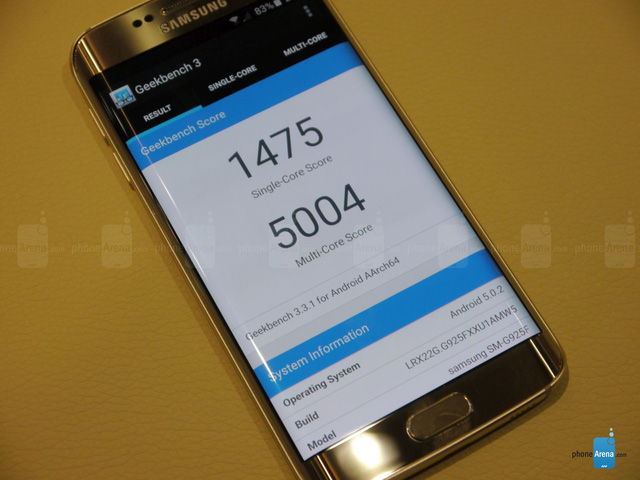 SAMSUNG
83%
Geekbench 3
RESULT SINGLE-CORE MULTI-CORE
Geekbench Score
1475
Single-Core Score
5004
Multi-Core Score
Geekbench 3.3.1 for Android AArch64
System Information
Operating System Android 5.0.2
Build LRX22G.G925FXXU1AMW5
Model samsung SM-G925F
phoneArena.com